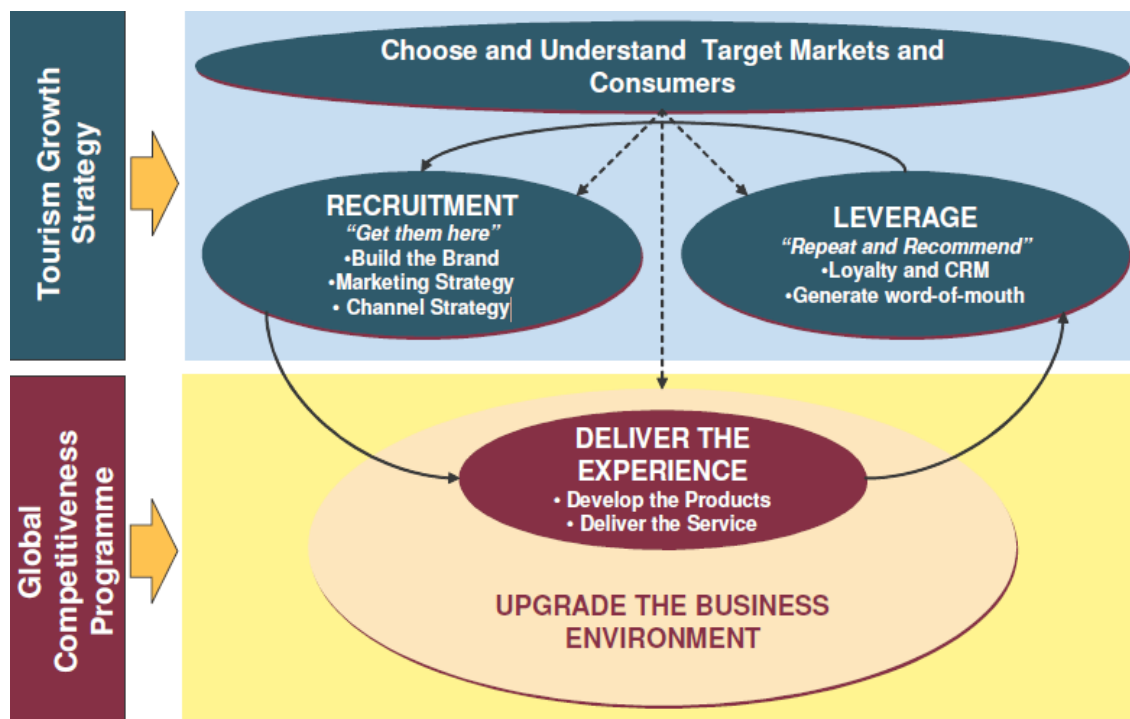 Tourism Growth
Strategy
Choose and Understand  Target Markets and
Consumers
RECRUITMENT
“Get them here”
•Build the Brand
•Marketing Strategy
• Channel Strategy
LEVERAGE
“Repeat and Recommend”
•Loyalty and CRM
•Generate word-of-mouth
Global
Competitiveness
Programme
DELIVER THE
EXPERIENCE
• Develop the Products
• Deliver the Service
UPGRADE THE BUSINESS
ENVIRONMENT